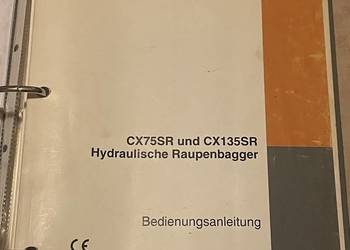 CX75SR und CX135SR
Hydraulische Raupenbagger
Bedienungsanleitung
CE